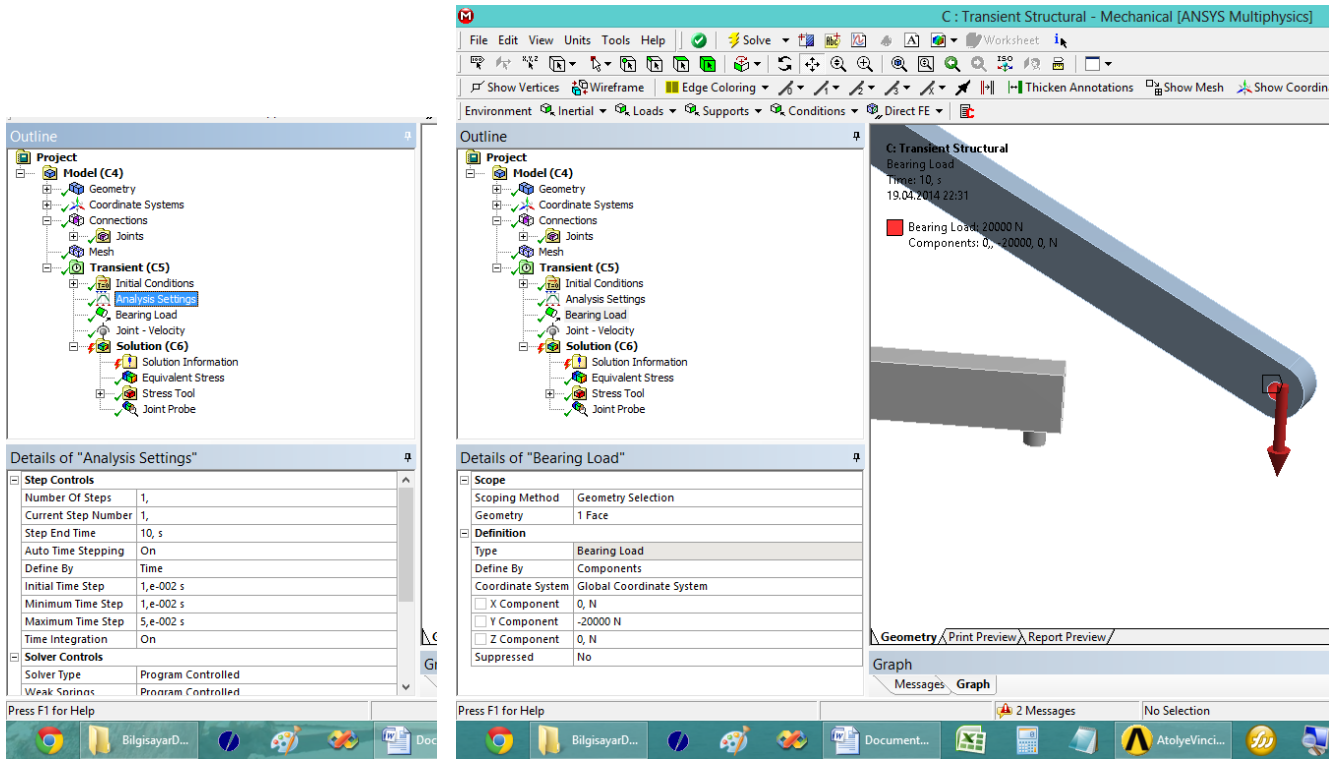 Outline
Project
Model (C4)
Geometry
Coordinate Systems
Connections
Joints
Mesh
Transient (C5)
Initial Conditions
Analysis Settings
Bearing Load
Joint - Velocity
Solution (C6)
Solution Information
Equivalent Stress
Stress Tool
Joint Probe
Details of "Analysis Settings"
Step Controls
Number Of Steps 1,
Current Step Number 1,
Step End Time 10, s
Auto Time Stepping On
Define By Time
Initial Time Step 1,e-002 s
Minimum Time Step 1,e-002 s
Maximum Time Step 5,e-002 s
Time Integration On
Solver Controls
Solver Type Program Controlled
Weak Springs Program Controlled
Press F1 for Help
BilgisayarD...
Doc
C : Transient Structural - Mechanical [ANSYS Multiphysics]
File Edit View Units Tools Help Solve Worksheet
Show Vertices Wireframe Edge Coloring Thicken Annotations Show Mesh Show Coordin
Environment Inertial Loads Supports Conditions Direct FE
Outline
Project
Model (C4)
Geometry
Coordinate Systems
Connections
Joints
Mesh
Transient (C5)
Initial Conditions
Analysis Settings
Bearing Load
Joint - Velocity
Solution (C6)
Solution Information
Equivalent Stress
Stress Tool
Joint Probe
C: Transient Structural
Bearing Load
Time: 10, s
19.04.2014 22:31
Bearing Load: 20000 N
Components: 0,, -20000, 0, N
Details of "Bearing Load"
Scope
Scoping Method Geometry Selection
Geometry 1 Face
Definition
Type Bearing Load
Define By Components
Coordinate System Global Coordinate System
X Component 0, N
Y Component -20000 N
Z Component 0, N
Suppressed No
Geometry Print Preview Report Preview
Graph
Messages Graph
Press F1 for Help 2 Messages No Selection
BilgisayarD... Document... AtolyeVinci...